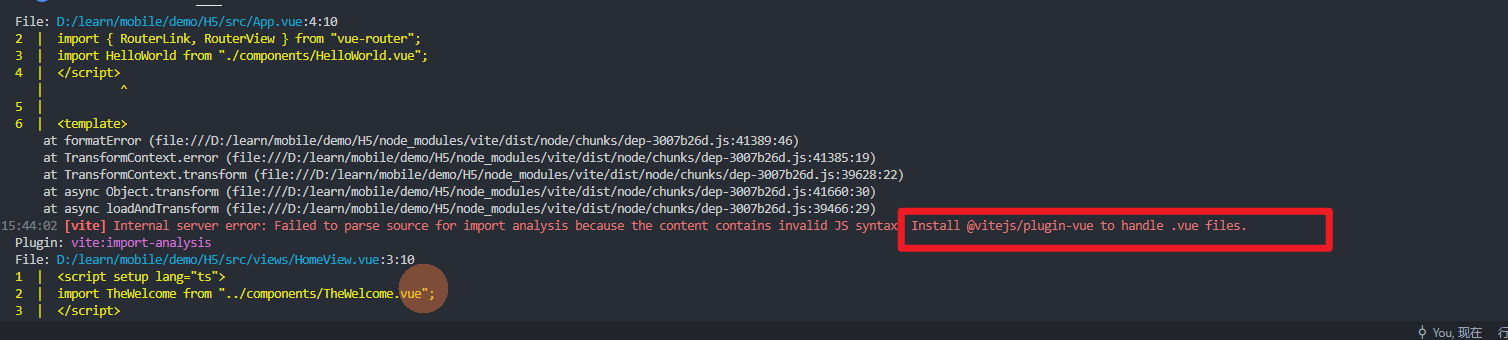 File: D:/learn/mobile/demo/H5/src/App.vue:4:10
2 | import { RouterLink, RouterView } from "vue-router";
3 | import HelloWorld from "./components/HelloWorld.vue";
4 | </script>
| ^
5 |
6 | <template>
at formatError (file:///D:/learn/mobile/demo/H5/node_modules/vite/dist/node/chunks/dep-3007b26d.js:41389:46)
at TransformContext.error (file:///D:/learn/mobile/demo/H5/node_modules/vite/dist/node/chunks/dep-3007b26d.js:41385:19)
at TransformContext.transform (file:///D:/learn/mobile/demo/H5/node_modules/vite/dist/node/chunks/dep-3007b26d.js:39628:22)
at async Object.transform (file:///D:/learn/mobile/demo/H5/node_modules/vite/dist/node/chunks/dep-3007b26d.js:41660:30)
at async loadAndTransform (file:///D:/learn/mobile/demo/H5/node_modules/vite/dist/node/chunks/dep-3007b26d.js:39466:29)
15:44:02 [vite] Internal server error: Failed to parse source for import analysis because the content contains invalid JS syntax Install @vitejs/plugin-vue to handle .vue files.
Plugin: vite:import-analysis
File: D:/learn/mobile/demo/H5/src/views/HomeView.vue:3:10
1 | <script setup lang="ts">
2 | import TheWelcome from "../components/TheWelcome.vue";
3 | </script>
You, 现在 行